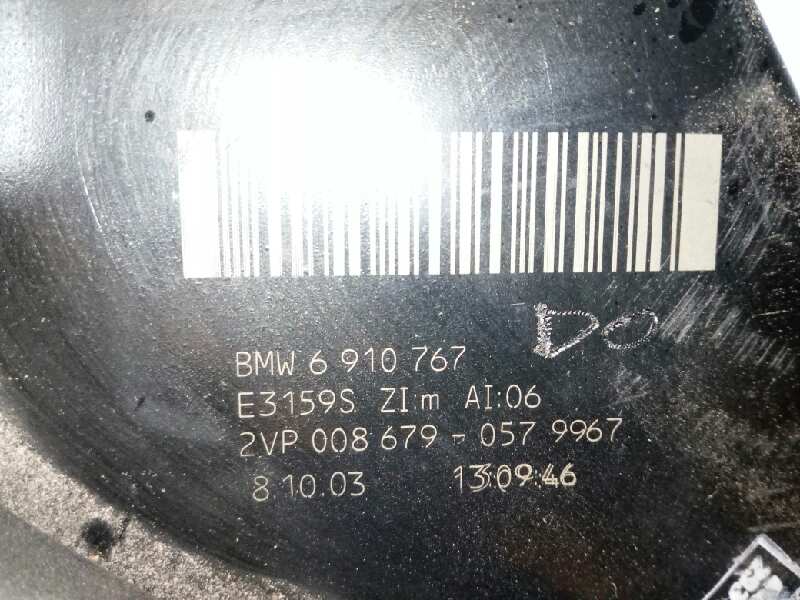 DO
BMW 6 910 767
E3159S ZI:m AI:06
2VP 008 679-057 9967
8 10.03 13:09:46